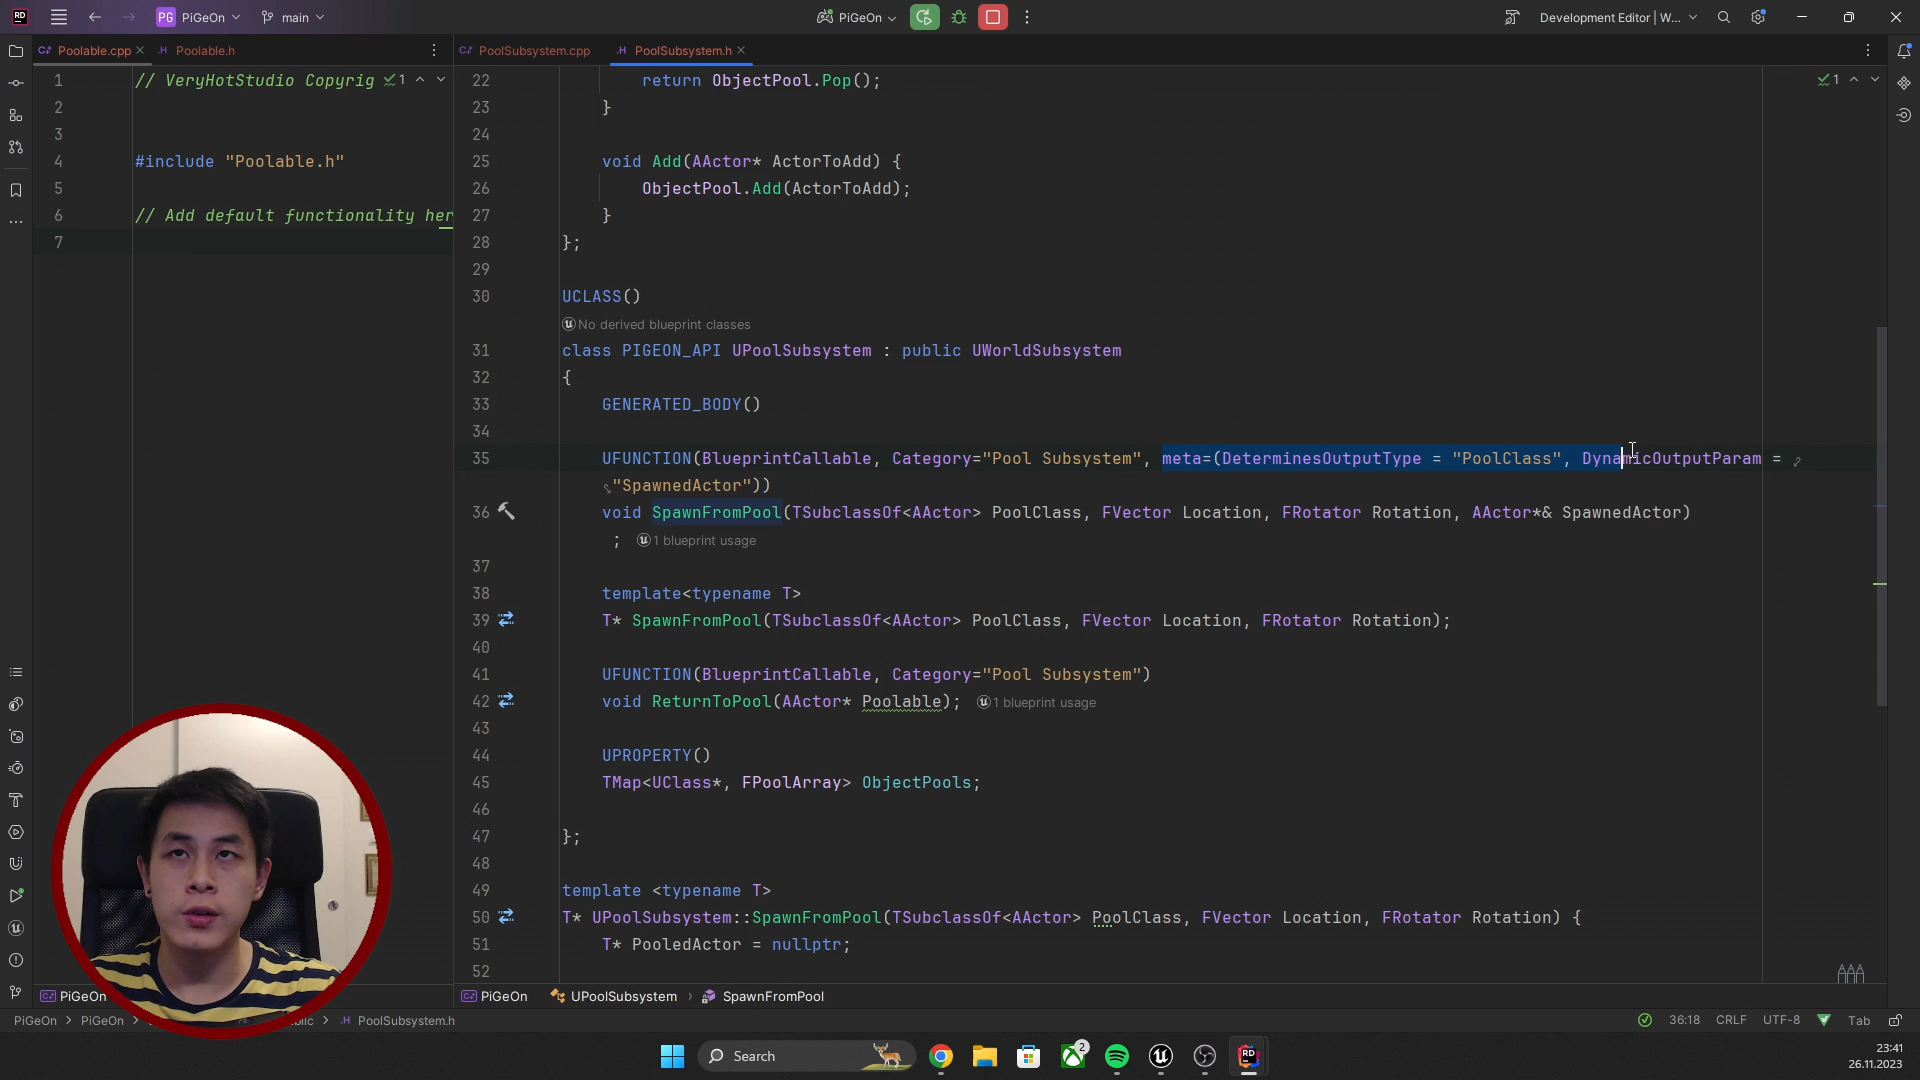 RD PG PiGeOn main PiGeOn Development Editor | W...
Poolable.cpp Poolable.h PoolSubsystem.cpp PoolSubsystem.h
1 // VeryHotStudio Copyrig 1
2
3
4 #include "Poolable.h"
5
6 // Add default functionality her
7
22 return ObjectPool.Pop(); 1
23 }
24
25 void Add(AActor* ActorToAdd) {
26 ObjectPool.Add(ActorToAdd);
27 }
28 };
29
30 UCLASS()
No derived blueprint classes
31 class PIGEON_API UPoolSubsystem : public UWorldSubsystem
32 {
33 GENERATED_BODY()
34
35 UFUNCTION(BlueprintCallable, Category="Pool Subsystem", meta=(DeterminesOutputType = "PoolClass", DynamicOutputParam =
"SpawnedActor"))
36 void SpawnFromPool(TSubclassOf<AActor> PoolClass, FVector Location, FRotator Rotation, AActor*& SpawnedActor)
; 1 blueprint usage
37
38 template<typename T>
39 T* SpawnFromPool(TSubclassOf<AActor> PoolClass, FVector Location, FRotator Rotation);
40
41 UFUNCTION(BlueprintCallable, Category="Pool Subsystem")
42 void ReturnToPool(AActor* Poolable); 1 blueprint usage
43
44 UPROPERTY()
45 TMap<UClass*, FPoolArray> ObjectPools;
46
47 };
48
49 template <typename T>
50 T* UPoolSubsystem::SpawnFromPool(TSubclassOf<AActor> PoolClass, FVector Location, FRotator Rotation) {
51 T* PooledActor = nullptr;
52
PiGeOn PiGeOn UPoolSubsystem › SpawnFromPool
PiGeOn > PiGeOn > PoolSubsystem.h 36:18 CRLF UTF-8 Tab
Search 2 RD 23:41
26.11.2023